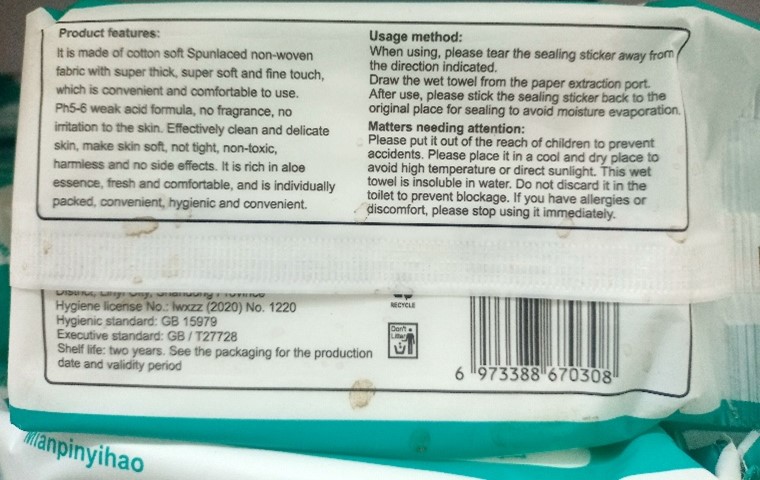 Product features:
It is made of cotton soft Spunlaced non-woven
fabric with super thick, super soft and fine touch,
which is convenient and comfortable to use.
Ph5-6 weak acid formula, no fragrance, no
irritation to the skin. Effectively clean and delicate
skin, make skin soft, not tight, non-toxic,
harmless and no side effects. It is rich in aloe
essence, fresh and comfortable, and is individually
packed, convenient, hygienic and convenient.
Usage method:
When using, please tear the sealing sticker away from
the direction indicated.
Draw the wet towel from the paper extraction port.
After use, please stick the sealing sticker back to the
original place for sealing to avoid moisture evaporation.
Matters needing attention:
Please put it out of the reach of children to prevent
accidents. Please place it in a cool and dry place to
avoid high temperature or direct sunlight. This wet
towel is insoluble in water. Do not discard it in the
toilet to prevent blockage. If you have allergies or
discomfort, please stop using it immediately.
District, Linyi City, Shandong Province
Hygiene license No.: lwxzz (2020) No. 1220
Hygienic standard: GB 15979
Executive standard: GB / T27728
Shelf life: two years. See the packaging for the production
date and validity period
RECYCLE
Don't
Litter
6 973388 670308
Mianpinyihao